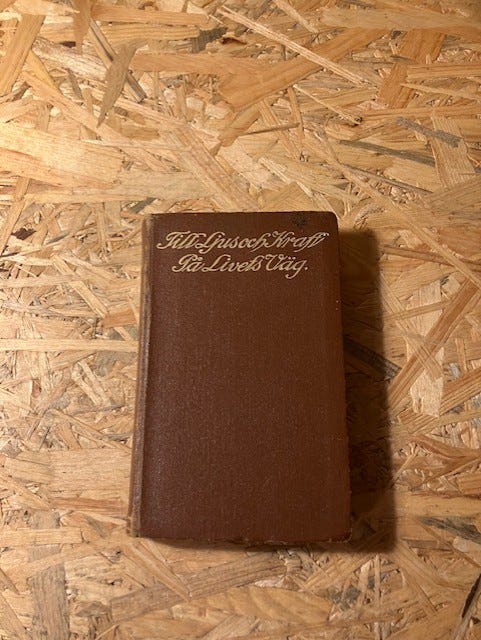 Till Ljus och Kraft
På Livets Väg.